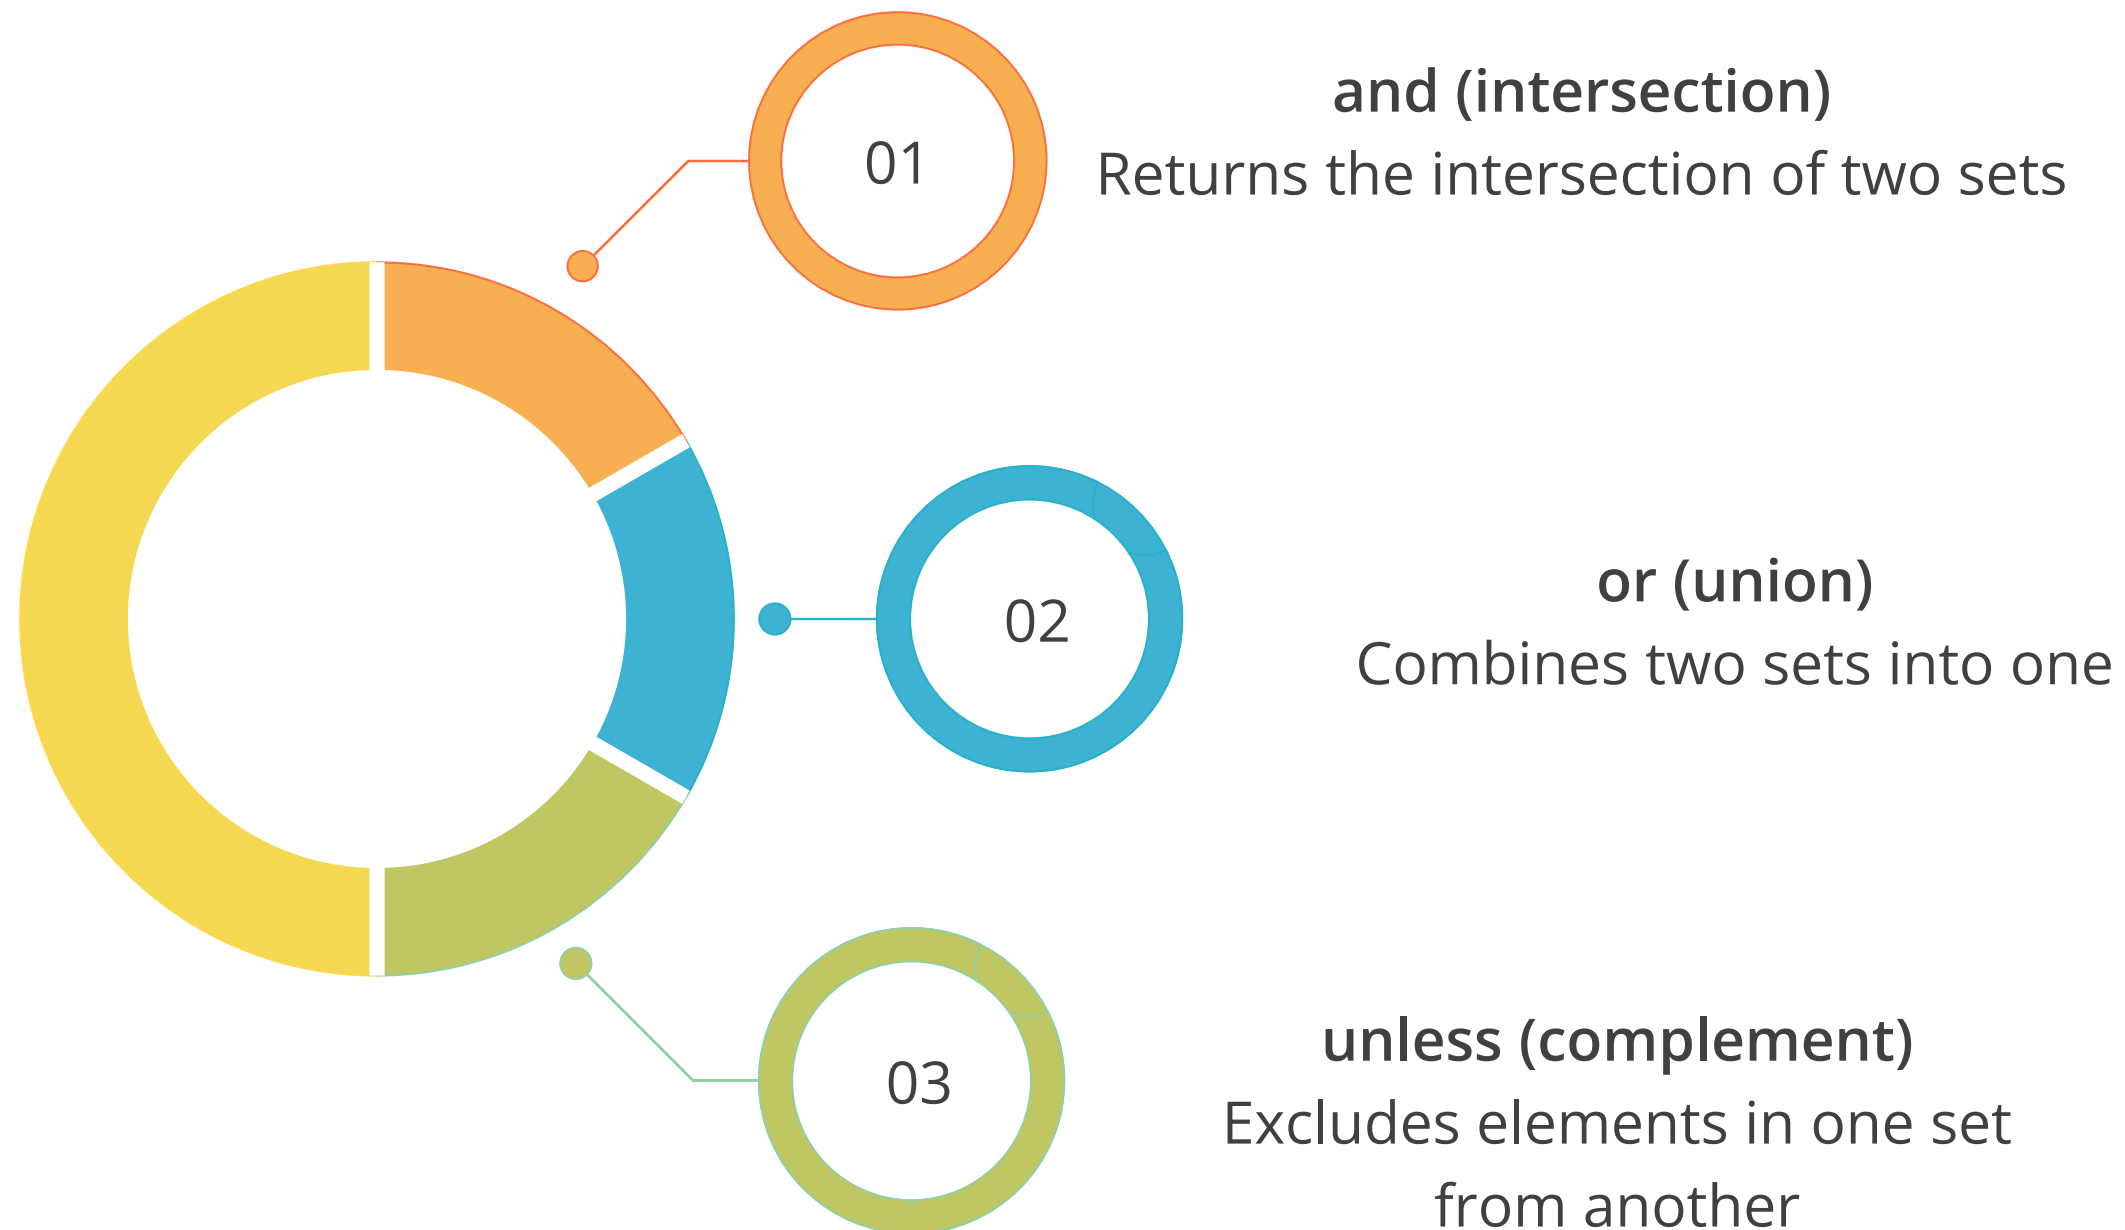 01
and (intersection)
Returns the intersection of two sets
02
or (union)
Combines two sets into one
03
unless (complement)
Excludes elements in one set
from another